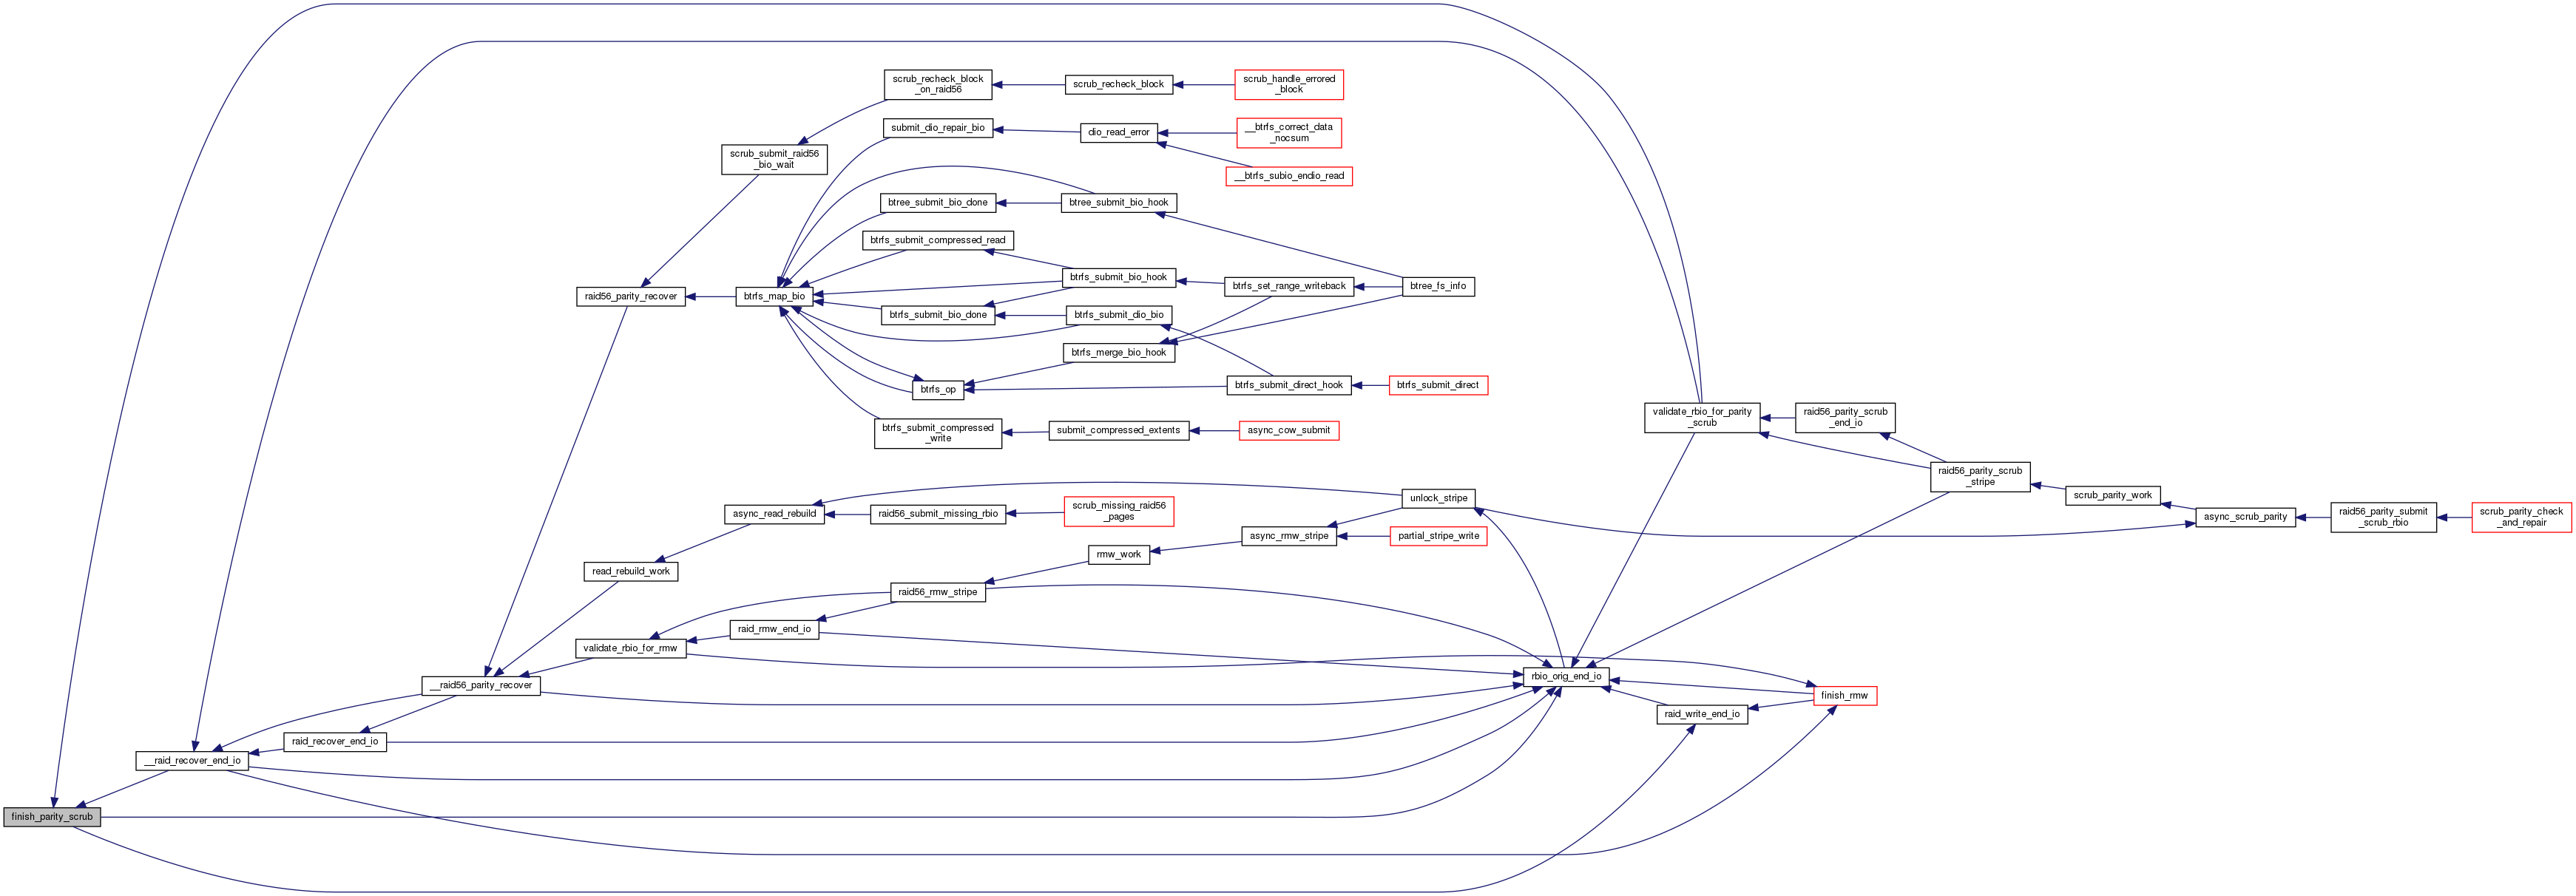 scrub_recheck_block
_on_raid56
scrub_recheck_block
scrub_handle_errored
_block
submit_dio_repair_bio
dio_read_error
__btrfs_correct_data
_nocsum
__btrfs_subio_endio_read
scrub_submit_raid56
_bio_wait
btree_submit_bio_done
btree_submit_bio_hook
btrfs_submit_compressed_read
btrfs_submit_bio_hook
btrfs_set_range_writeback
btree_fs_info
raid56_parity_recover
btrfs_map_bio
btrfs_submit_bio_done
btrfs_submit_dio_bio
btrfs_merge_bio_hook
btrfs_op
btrfs_submit_direct_hook
btrfs_submit_direct
btrfs_submit_compressed
_write
submit_compressed_extents
async_cow_submit
validate_rbio_for_parity
_scrub
raid56_parity_scrub
_end_io
raid56_parity_scrub
_stripe
scrub_parity_work
async_scrub_parity
raid56_parity_submit
_scrub_rbio
scrub_parity_check
_and_repair
async_read_rebuild
raid56_submit_missing_rbio
scrub_missing_raid56
_pages
unlock_stripe
async_rmw_stripe
partial_stripe_write
rmw_work
read_rebuild_work
raid56_rmw_stripe
raid_rmw_end_io
validate_rbio_for_rmw
__raid56_parity_recover
rbio_orig_end_io
finish_rmw
raid_write_end_io
raid_recover_end_io
__raid_recover_end_io
finish_parity_scrub